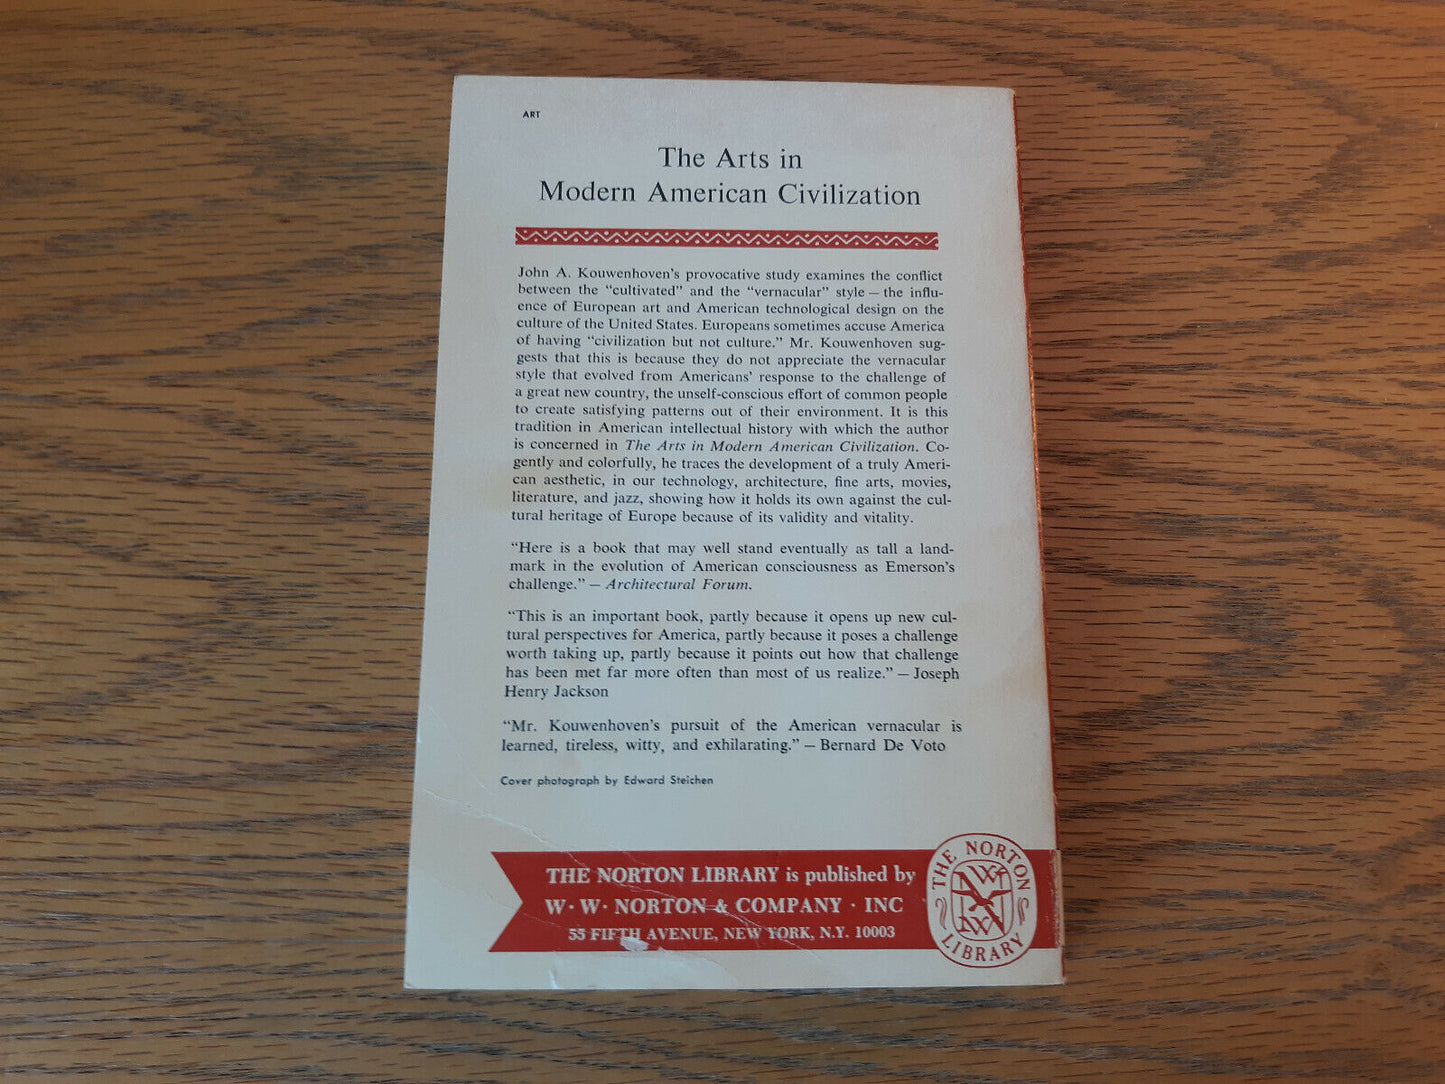 ART
The Arts in
Modern American Civilization
John A. Kouwenhoven's provocative study examines the conflict
between the “cultivated” and the “vernacular” style — the influ-
ence of European art and American technological design on the
culture of the United States. Europeans sometimes accuse America
of having “civilization but not culture.” Mr. Kouwenhoven sug-
gests that this is because they do not appreciate the vernacular
style that evolved from Americans' response to the challenge of
a great new country, the unself-conscious effort of common people
to create satisfying patterns out of their environment. It is this
tradition in American intellectual history with which the author
is concerned in The Arts in Modern American Civilization. Co-
gently and colorfully, he traces the development of a truly Ameri-
can aesthetic, in our technology, architecture, fine arts, movies,
literature, and jazz, showing how it holds its own against the cul-
tural heritage of Europe because of its validity and vitality.
“Here is a book that may well stand eventually as tall a land-
mark in the evolution of American consciousness as Emerson's
challenge.” — Architectural Forum.
“This is an important book, partly because it opens up new cul-
tural perspectives for America, partly because it poses a challenge
worth taking up, partly because it points out how that challenge
has been met far more often than most of us realize.” — Joseph
Henry Jackson
“Mr. Kouwenhoven's pursuit of the American vernacular is
learned, tireless, witty, and exhilarating.” — Bernard De Voto
Cover photograph by Edward Steichen
THE NORTON LIBRARY is published by
W · W · NORTON & COMPANY · INC
55 FIFTH AVENUE, NEW YORK, N.Y. 10003
THE NORTON
WW
NW
LIBRARY